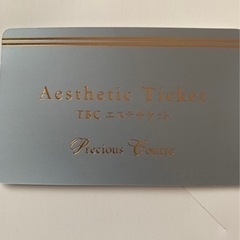 Aesthetic Ticket
TBC エステチケット
Precious Course